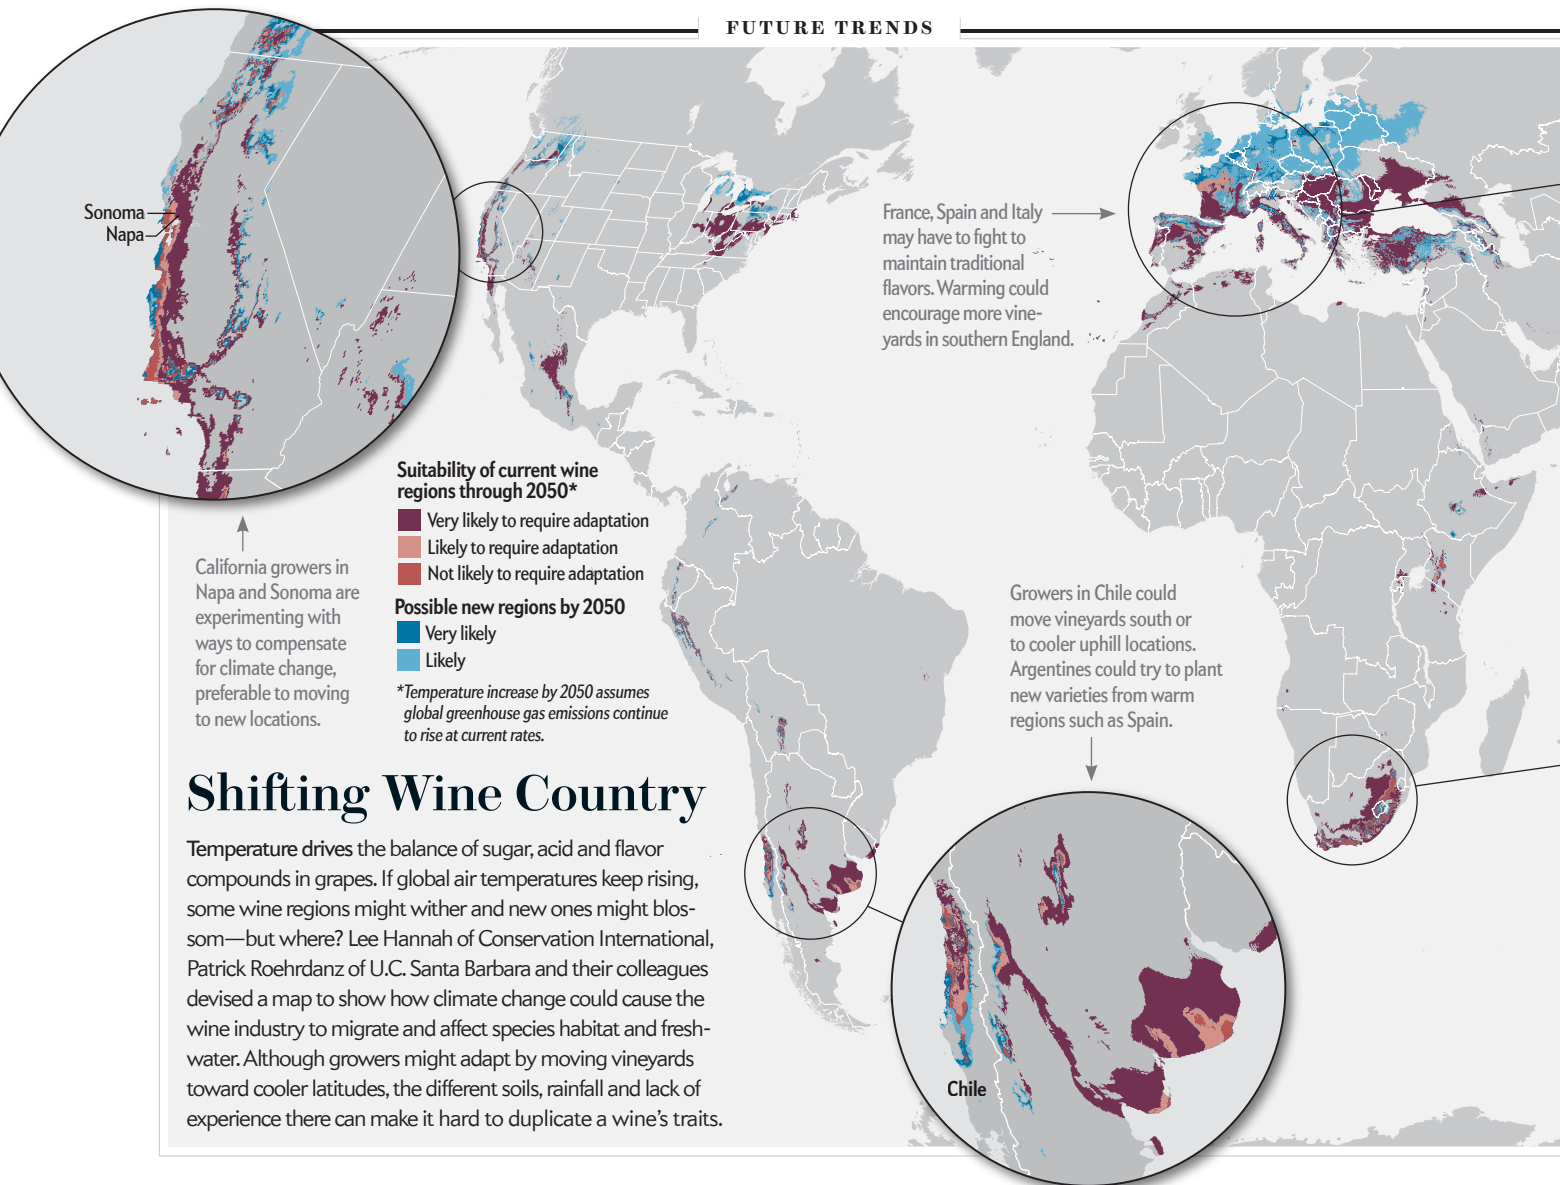 FUTURE TRENDS
Sonoma
Napa
France, Spain and Italy
may have to fight to
maintain traditional
flavors. Warming could
encourage more vine-
yards in southern England.
Suitability of current wine
regions through 2050*
Very likely to require adaptation
Likely to require adaptation
Not likely to require adaptation
Possible new regions by 2050
Very likely
Likely
*Temperature increase by 2050 assumes
global greenhouse gas emissions continue
to rise at current rates.
California growers in
Napa and Sonoma are
experimenting with
ways to compensate
for climate change,
preferable to moving
to new locations.
Growers in Chile could
move vineyards south or
to cooler uphill locations.
Argentines could try to plant
new varieties from warm
regions such as Spain.
Shifting Wine Country
Temperature drives the balance of sugar, acid and flavor
compounds in grapes. If global air temperatures keep rising,
some wine regions might wither and new ones might blos-
som—but where? Lee Hannah of Conservation International,
Patrick Roehrdanz of U.C. Santa Barbara and their colleagues
devised a map to show how climate change could cause the
wine industry to migrate and affect species habitat and fresh-
water. Although growers might adapt by moving vineyards
toward cooler latitudes, the different soils, rainfall and lack of
experience there can make it hard to duplicate a wine's traits.
Chile